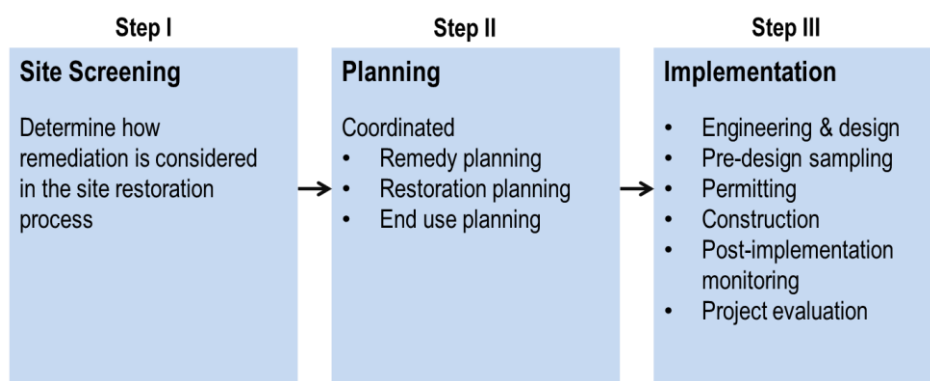 Step I
Site Screening
Determine how
remediation is considered
in the site restoration
process
Step II
Planning
Coordinated
• Remedy planning
• Restoration planning
• End use planning
Step III
Implementation
• Engineering & design
• Pre-design sampling
• Permitting
• Construction
• Post-implementation
monitoring
• Project evaluation